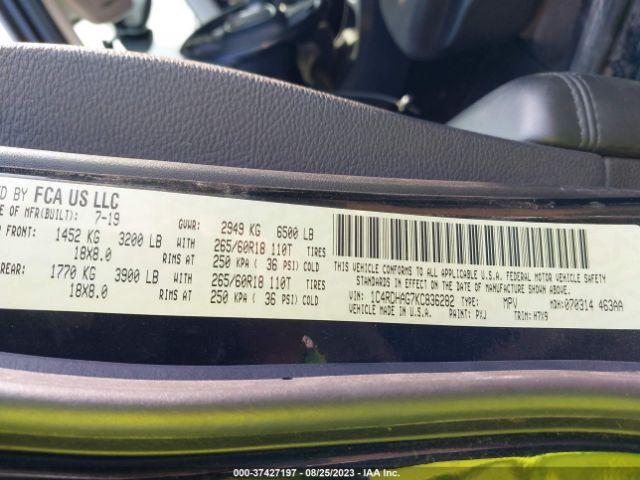 ED BY FCA US LLC
E OF MFR(BUILT): 7-19 GVWR: 2949 KG 6500 LB
FRONT: 1452 KG 3200 LB WITH 265/60R18 110T TIRES
18X8.0 RIMS AT 250 KPA ( 36 PSI) COLD
REAR: 1770 KG 3900 LB WITH 265/60R18 110T TIRES
18X8.0 RIMS AT 250 KPA ( 36 PSI) COLD
THIS VEHICLE CONFORMS TO ALL APPLICABLE U.S.A. FEDERAL MOTOR VEHICLE SAFETY
STANDARDS IN EFFECT ON THE DATE OF MANUFACTURE SHOWN ABOVE.
VIN: 1C4RDHAG7KC836282 TYPE: MPV MDH: 070314 463AA
VEHICLE MADE IN U.S.A. PAINT: PXJ TRIM: H7X9
000-37427197 - 08/25/2023 - IAA Inc.